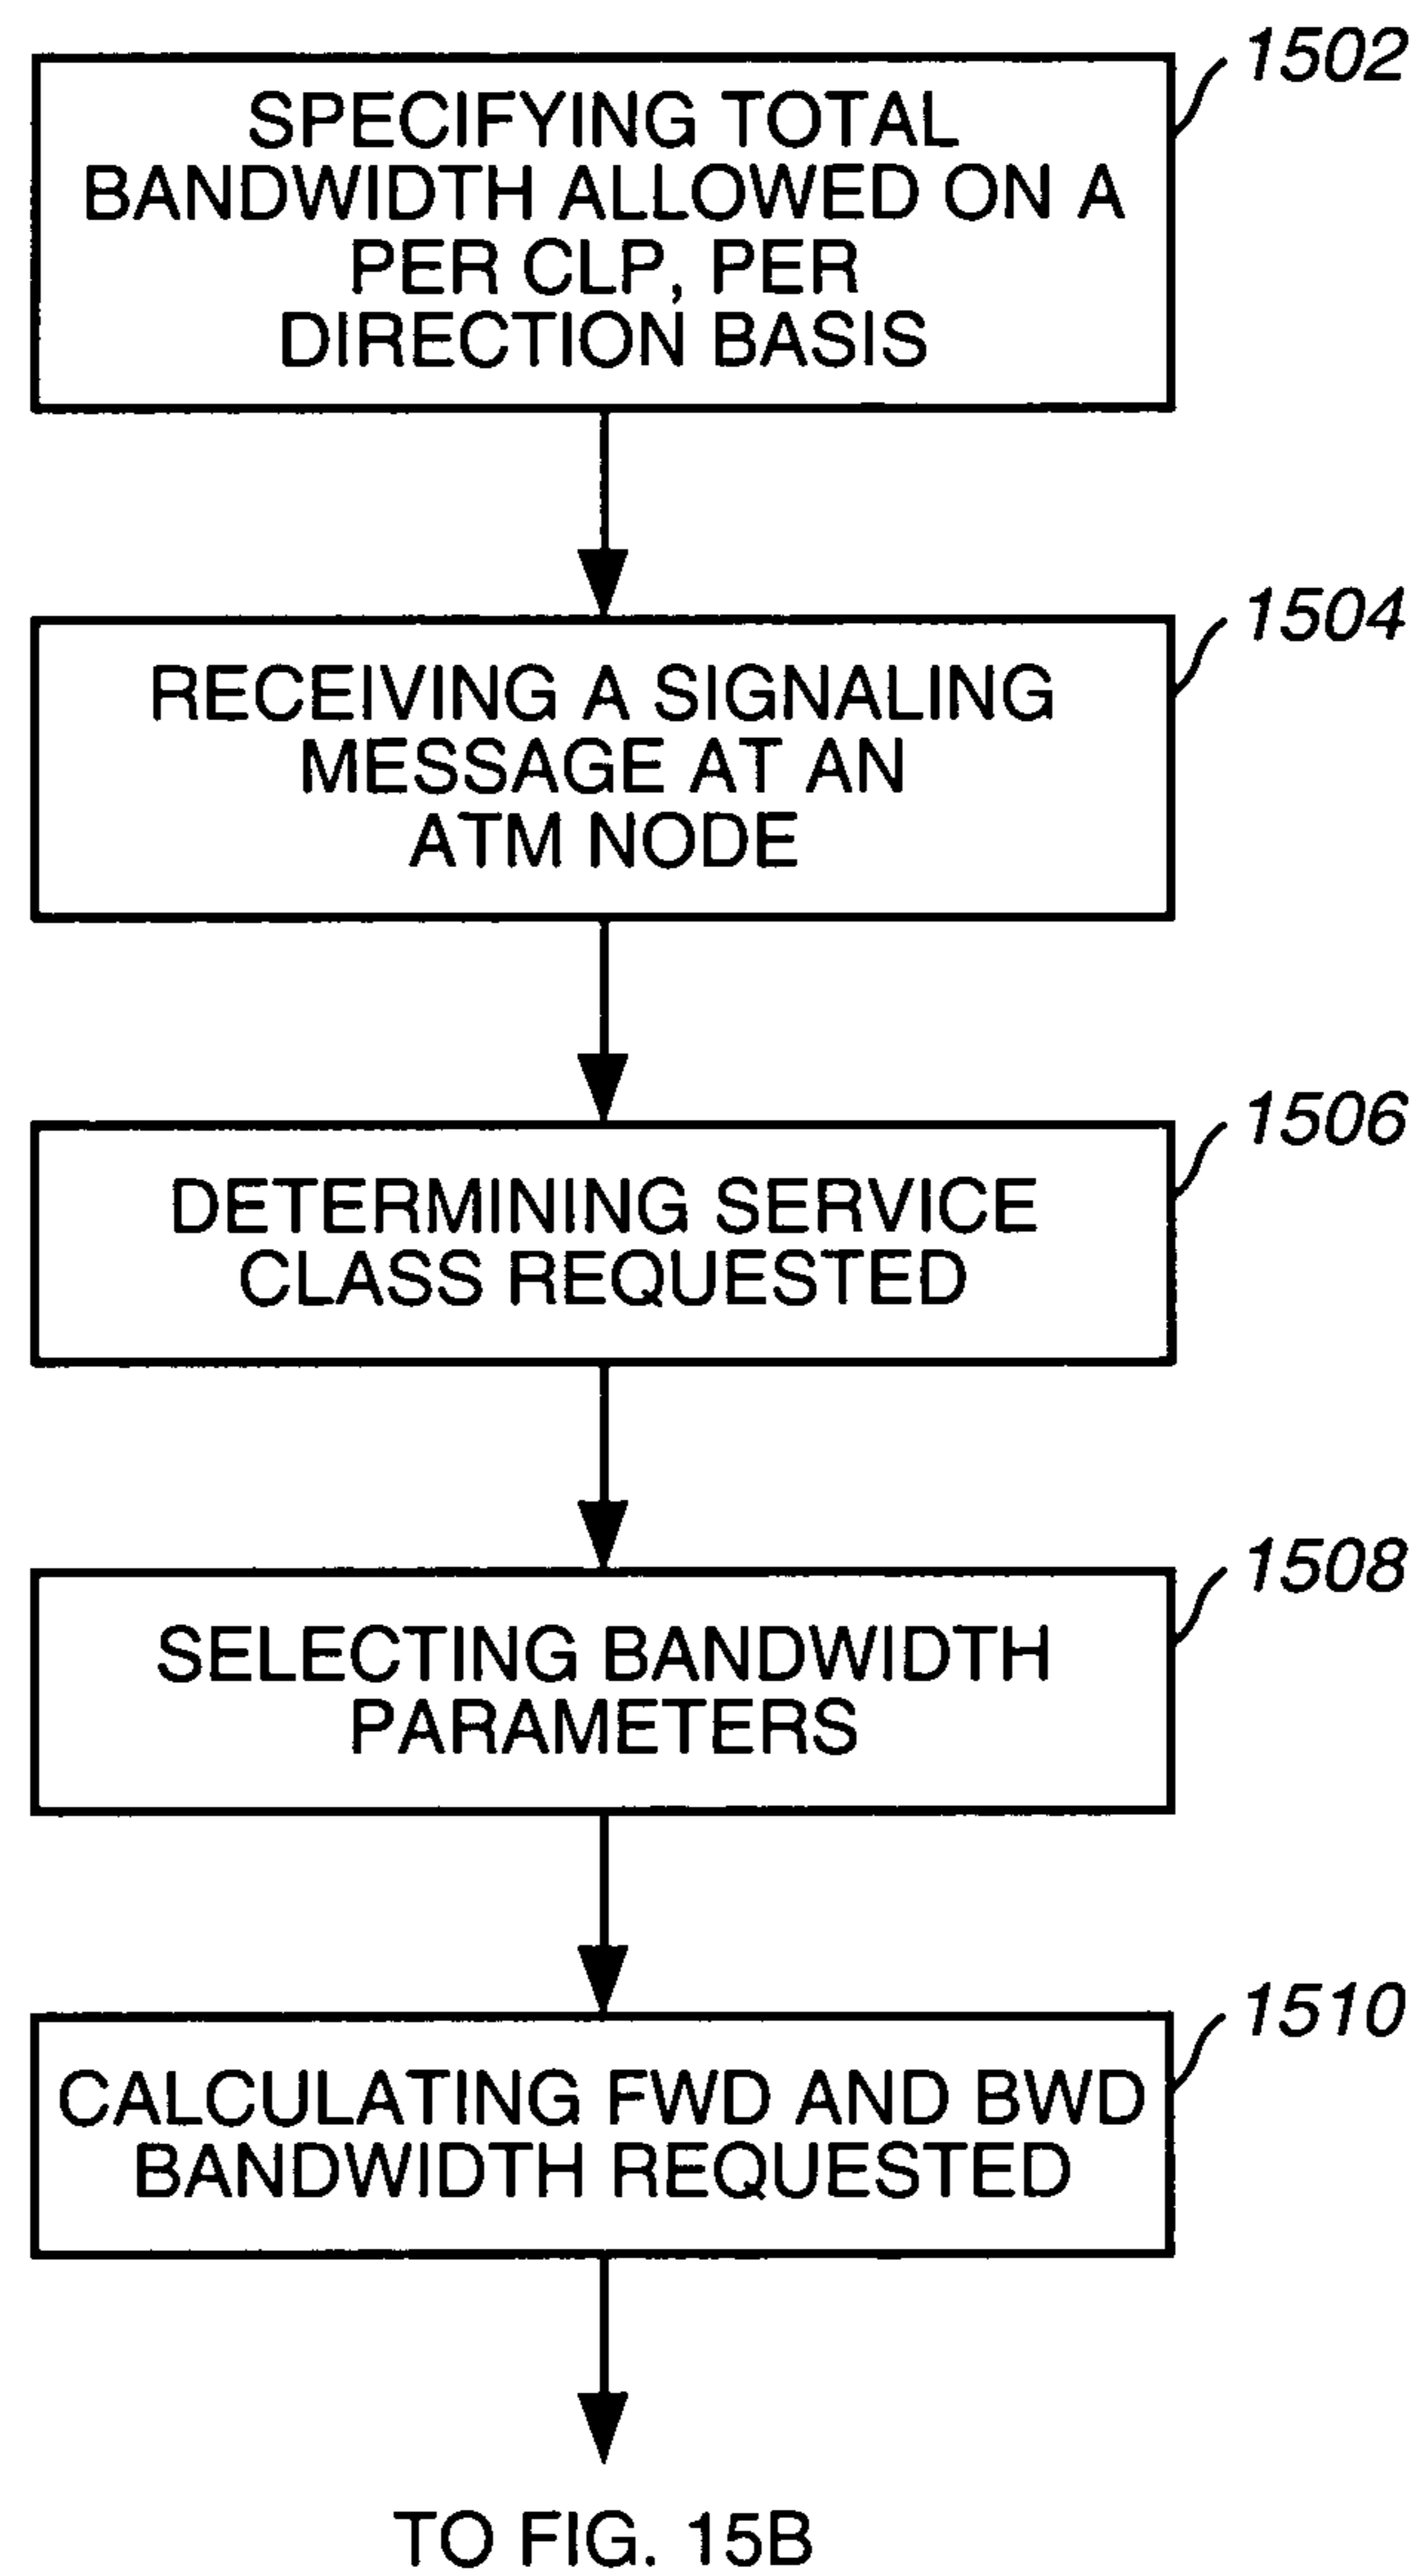 1502
SPECIFYING TOTAL
BANDWIDTH ALLOWED ON A
PER CLP, PER
DIRECTION BASIS
1504
RECEIVING A SIGNALING
MESSAGE AT AN
ATM NODE
1506
DETERMINING SERVICE
CLASS REQUESTED
1508
SELECTING BANDWIDTH
PARAMETERS
1510
CALCULATING FWD AND BWD
BANDWIDTH REQUESTED
TO FIG. 15B